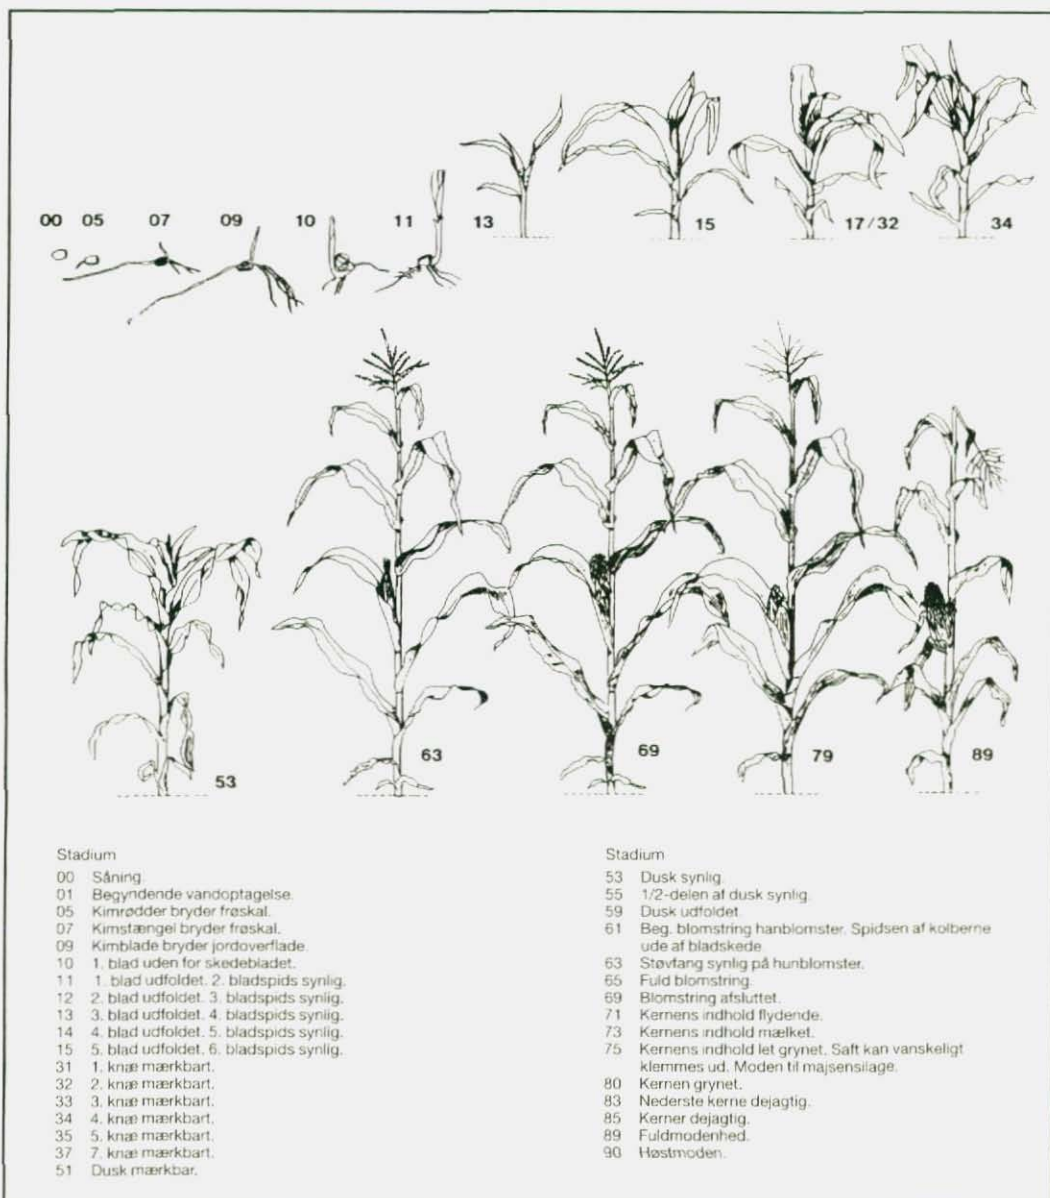 00 05 07 09 10 11 13 15 17/32 34
53 63 69 79 89
Stadium
00 Såning.
01 Begyndende vandoptagelse.
05 Kimrødder bryder frøskal.
07 Kimstængel bryder frøskal.
09 Kimblade bryder jordoverflade.
10 1. blad uden for skedebladet.
11 1. blad udfoldet. 2. bladspids synlig.
12 2. blad udfoldet. 3. bladspids synlig.
13 3. blad udfoldet. 4. bladspids synlig.
14 4. blad udfoldet. 5. bladspids synlig.
15 5. blad udfoldet. 6. bladspids synlig.
31 1. knæ mærkbart.
32 2. knæ mærkbart.
33 3. knæ mærkbart.
34 4. knæ mærkbart.
35 5. knæ mærkbart.
37 7. knæ mærkbart.
51 Dusk mærkbar.
Stadium
53 Dusk synlig.
55 1/2-delen af dusk synlig.
59 Dusk udfoldet.
61 Beg. blomstring hanblomster. Spidsen af kolberne
ude af bladskede.
63 Støvfang synlig på hunblomster.
65 Fuld blomstring.
69 Blomstring afsluttet.
71 Kernens indhold flydende.
73 Kernens indhold mælket.
75 Kernens indhold let grynet. Saft kan vanskeligt
klemmes ud. Moden til majsensilage.
80 Kernen grynet.
83 Nederste kerne dejagtig.
85 Kerner dejagtig.
89 Fuldmodenhed.
90 Høstmoden.